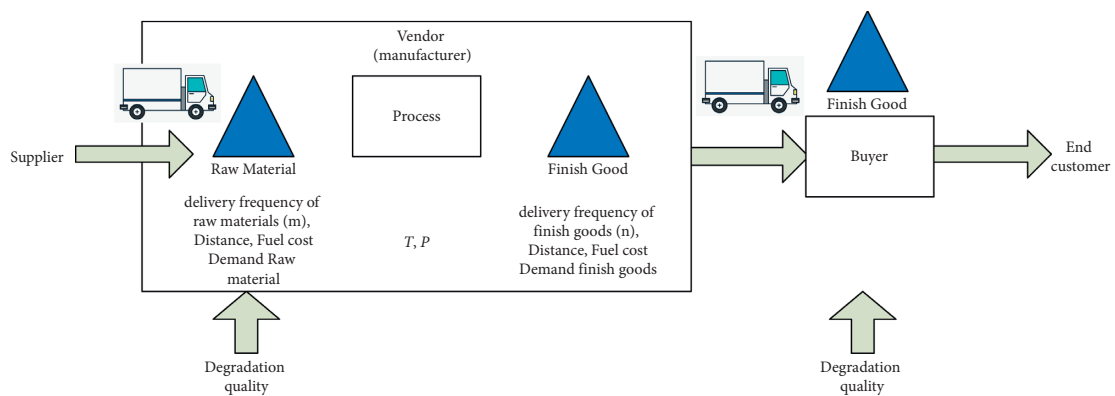 Vendor
(manufacturer)
Process
Finish Good
Supplier
Raw Material
Finish Good
Buyer
End
customer
delivery frequency of
raw materials (m),
Distance, Fuel cost
Demand Raw
material
T, P
delivery frequency of
finish goods (n),
Distance, Fuel cost
Demand finish goods
Degradation
quality
Degradation
quality